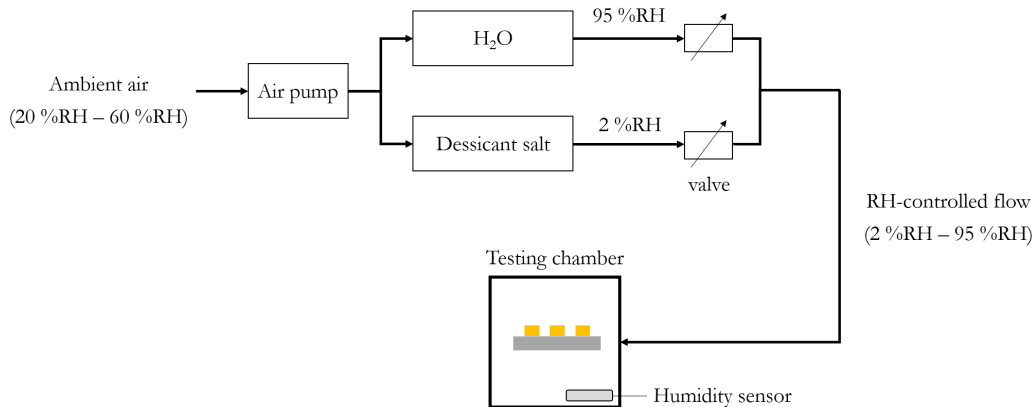 95 %RH
H₂O
Ambient air
(20 %RH – 60 %RH)
Air pump
2 %RH
Dessicant salt
valve
RH-controlled flow
(2 %RH – 95 %RH)
Testing chamber
Humidity sensor